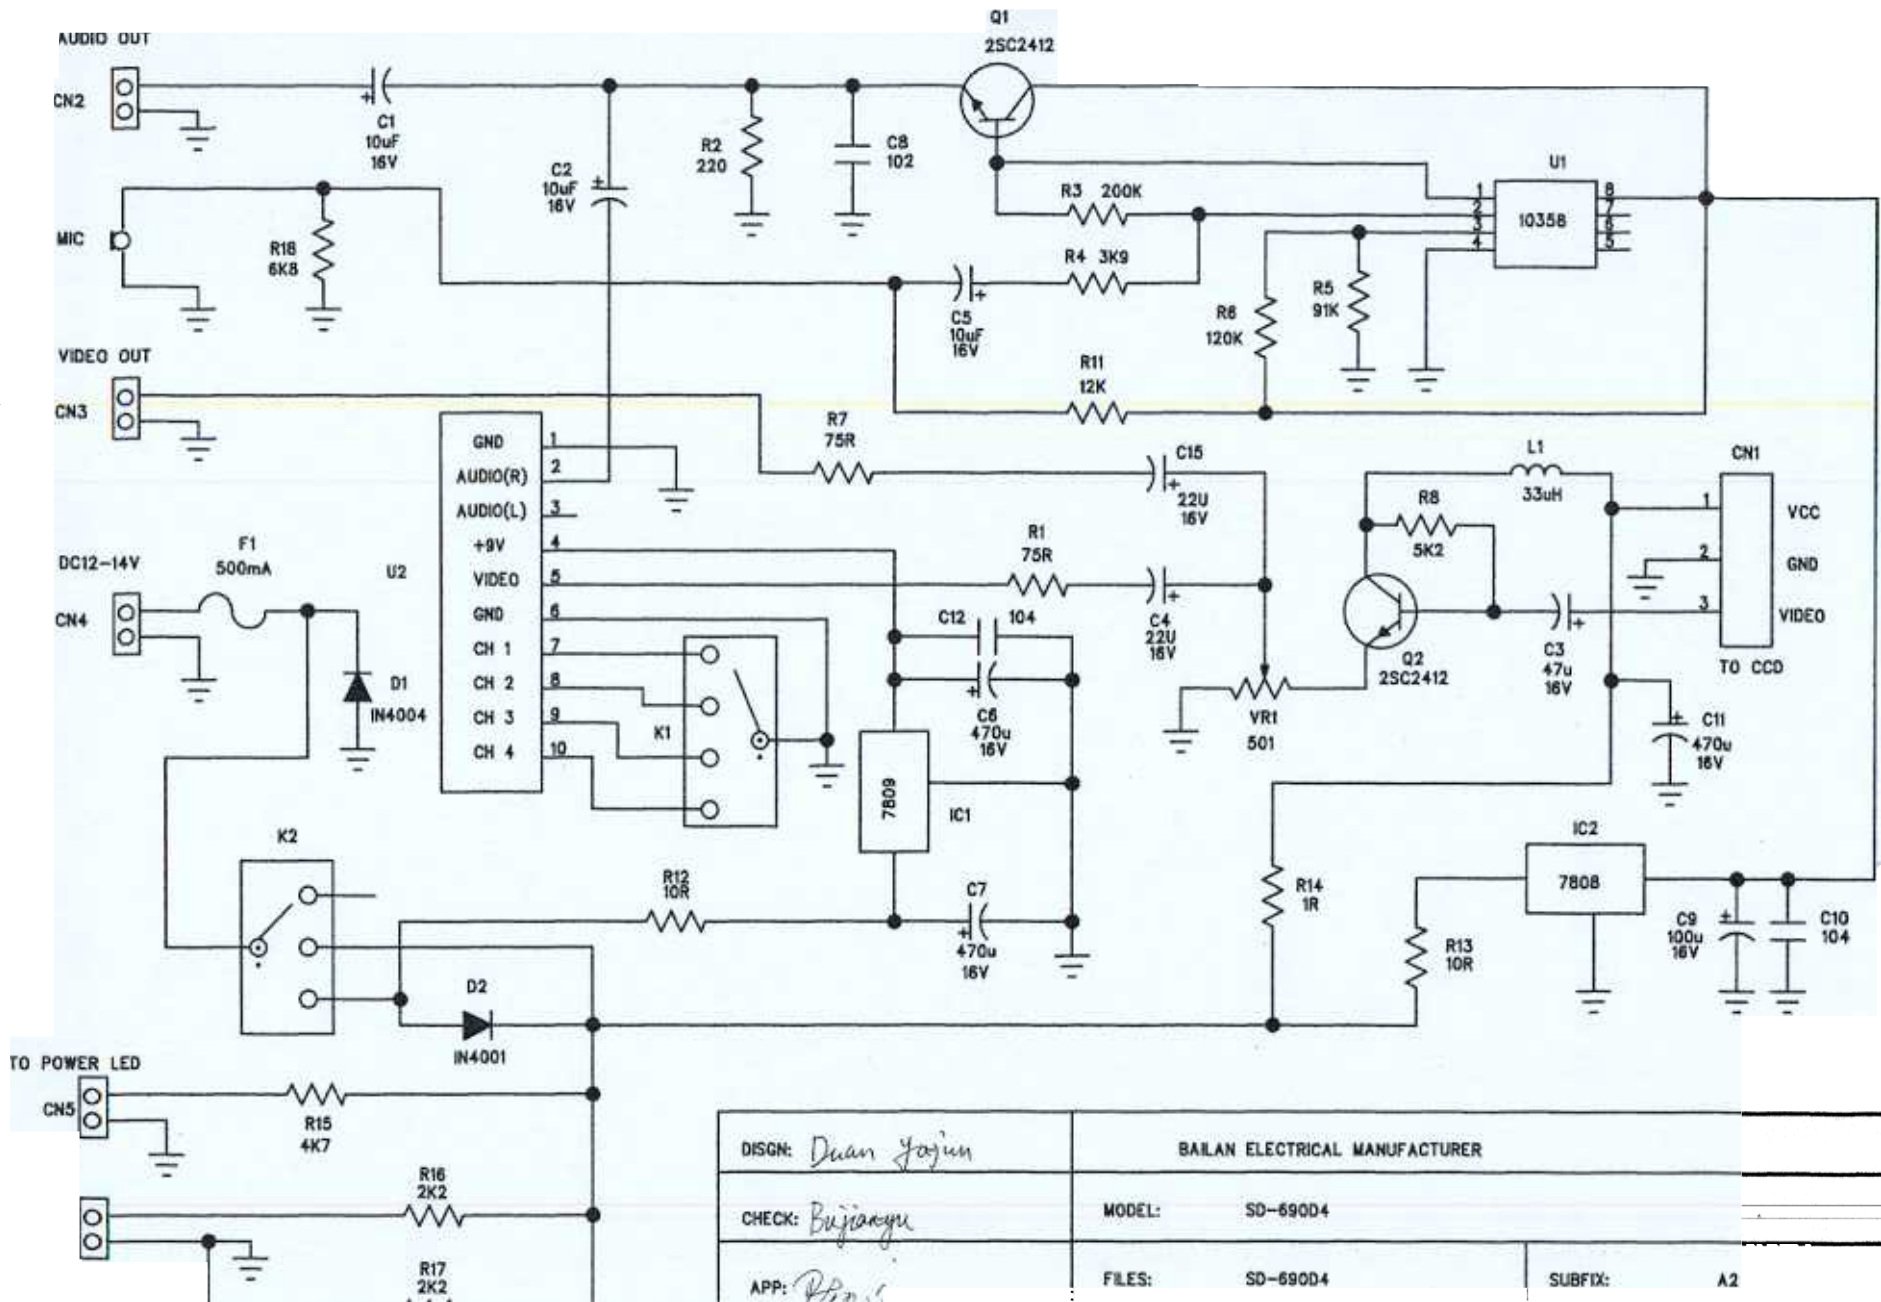 AUDIO OUT
CN2
C1
10uF
16V
C2
10uF
16V
R2
220
C8
102
Q1
2SC2412
MIC
R18
6K8
R3 200K
R4 3K9
C5
10uF
16V
U1
10358
1
2
3
4
8
7
6
5
R6
120K
R5
91K
R11
12K
VIDEO OUT
CN3
R7
75R
C15
22U
16V
L1
33uH
R8
5K2
CN1
1
VCC
2
GND
3
VIDEO
TO CCD
Q2
2SC2412
C3
47u
16V
C11
470u
16V
DC12-14V
CN4
F1
500mA
D1
IN4004
U2
GND 1
AUDIO(R) 2
AUDIO(L) 3
+9V 4
VIDEO 5
GND 6
CH 1 7
CH 2 8
CH 3 9
CH 4 10
K1
R1
75R
C4
22U
16V
C12 104
C6
470u
16V
VR1
501
7809
IC1
K2
R12
10R
C7
470u
16V
R14
1R
R13
10R
IC2
7808
C9
100u
16V
C10
104
D2
IN4001
TO POWER LED
CN5
R15
4K7
R16
2K2
R17
2K2
DISGN: Duan Yajun
BAILAN ELECTRICAL MANUFACTURER
CHECK: Bujiangyu
MODEL: SD-690D4
APP:
FILES: SD-690D4
SUBFIX: A2